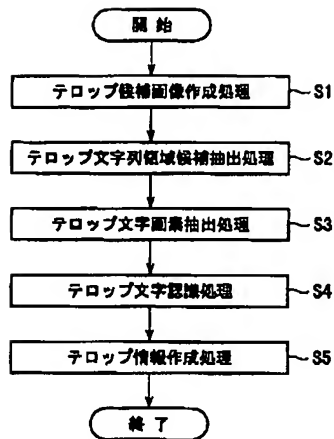 開始
テロップ候補画像作成処理 S1
テロップ文字列領域候補抽出処理 S2
テロップ文字画素抽出処理 S3
テロップ文字認識処理 S4
テロップ情報作成処理 S5
終了